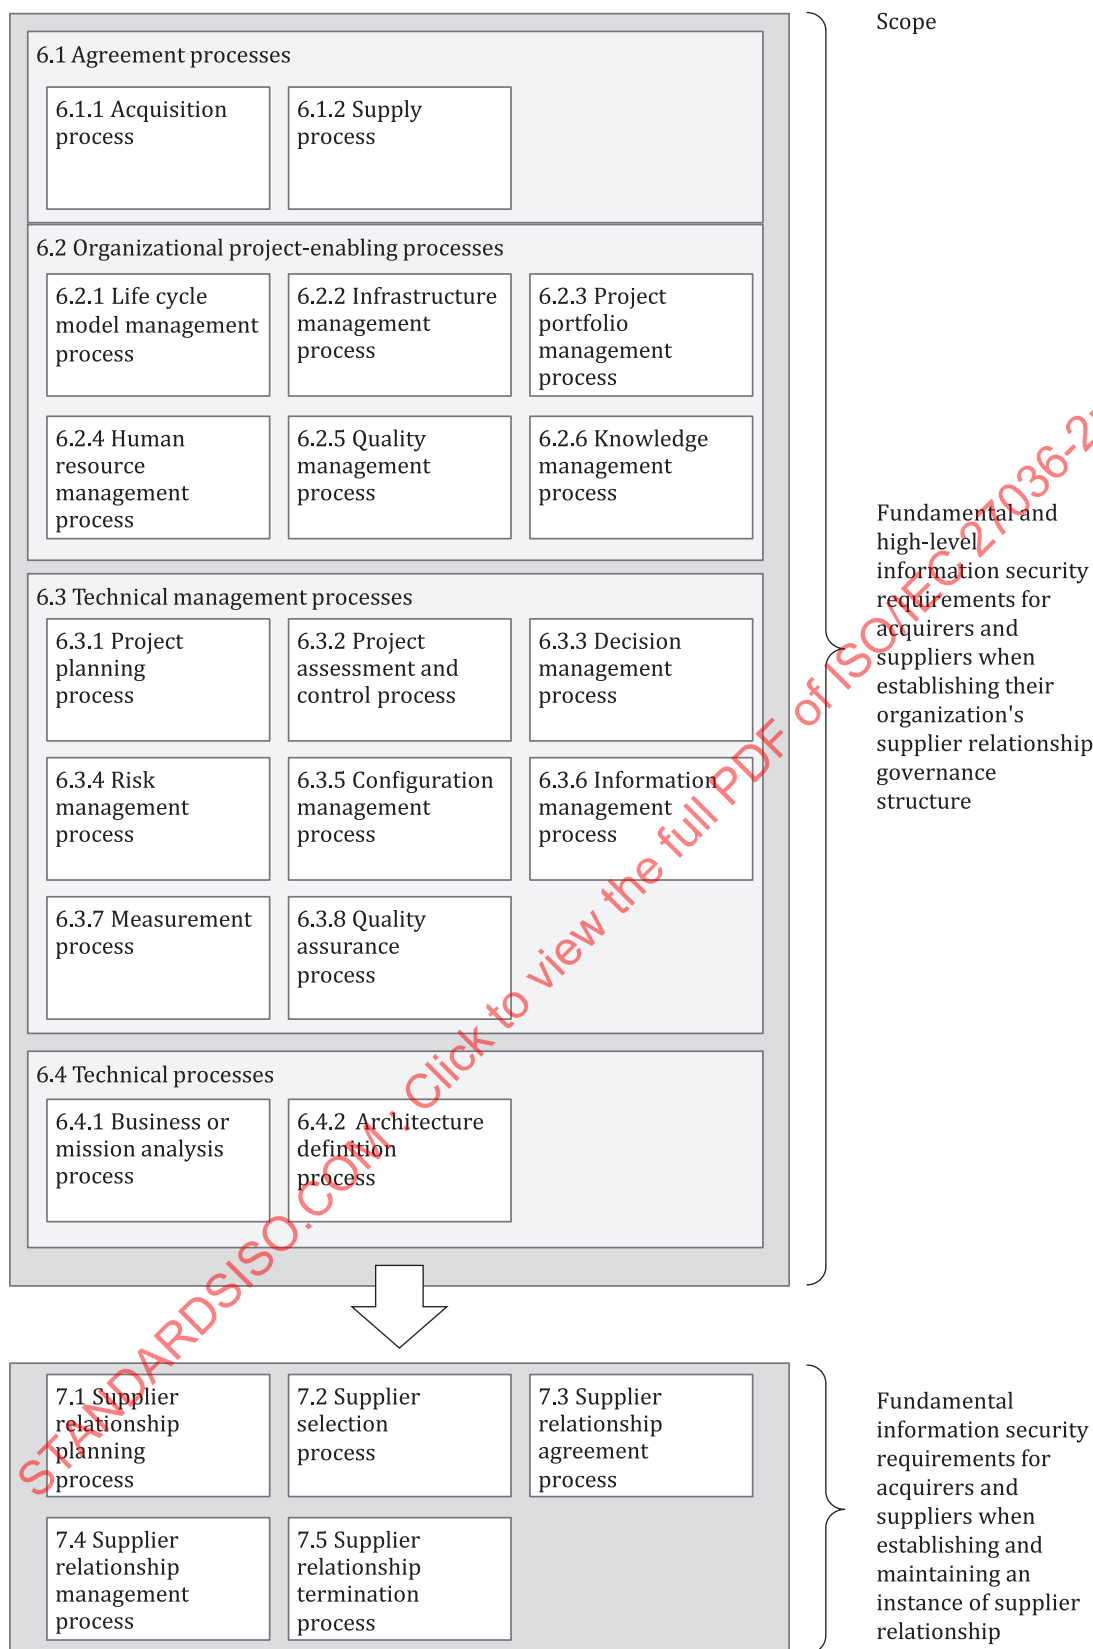 Scope
6.1 Agreement processes
6.1.1 Acquisition
process
6.1.2 Supply
process
6.2 Organizational project-enabling processes
6.2.1 Life cycle
model management
process
6.2.2 Infrastructure
management
process
6.2.3 Project
portfolio
management
process
6.2.4 Human
resource
management
process
6.2.5 Quality
management
process
6.2.6 Knowledge
management
process
6.3 Technical management processes
6.3.1 Project
planning
process
6.3.2 Project
assessment and
control process
6.3.3 Decision
management
process
6.3.4 Risk
management
process
6.3.5 Configuration
management
process
6.3.6 Information
management
process
6.3.7 Measurement
process
6.3.8 Quality
assurance
process
6.4 Technical processes
6.4.1 Business or
mission analysis
process
6.4.2 Architecture
definition
process
Fundamental and
high-level
information security
requirements for
acquirers and
suppliers when
establishing their
organization's
supplier relationship
governance
structure
7.1 Supplier
relationship
planning
process
7.2 Supplier
selection
process
7.3 Supplier
relationship
agreement
process
7.4 Supplier
relationship
management
process
7.5 Supplier
relationship
termination
process
Fundamental
information security
requirements for
acquirers and
suppliers when
establishing and
maintaining an
instance of supplier
relationship
STANDARDSISO.COM : Click to view the full PDF of ISO/IEC 27036-2